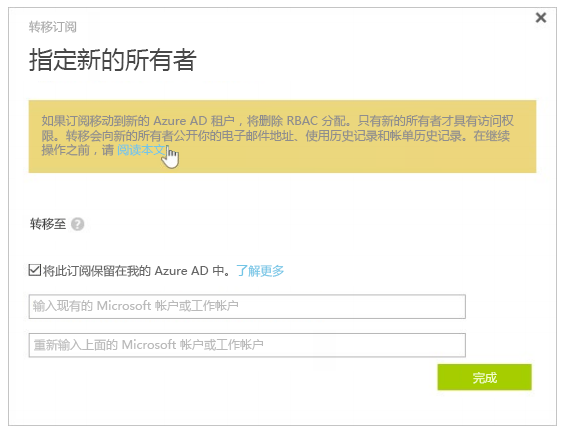 转移订阅
指定新的所有者
如果订阅移动到新的 Azure AD 租户，将删除 RBAC 分配。只有新的所有者才具有访问权
限。转移会向新的所有者公开你的电子邮件地址、使用历史记录和帐单历史记录。在继续
操作之前，请 阅读本文
转移至 ?
将此订阅保留在我的 Azure AD 中。了解更多
输入现有的 Microsoft 帐户或工作帐户
重新输入上面的 Microsoft 帐户或工作帐户
完成